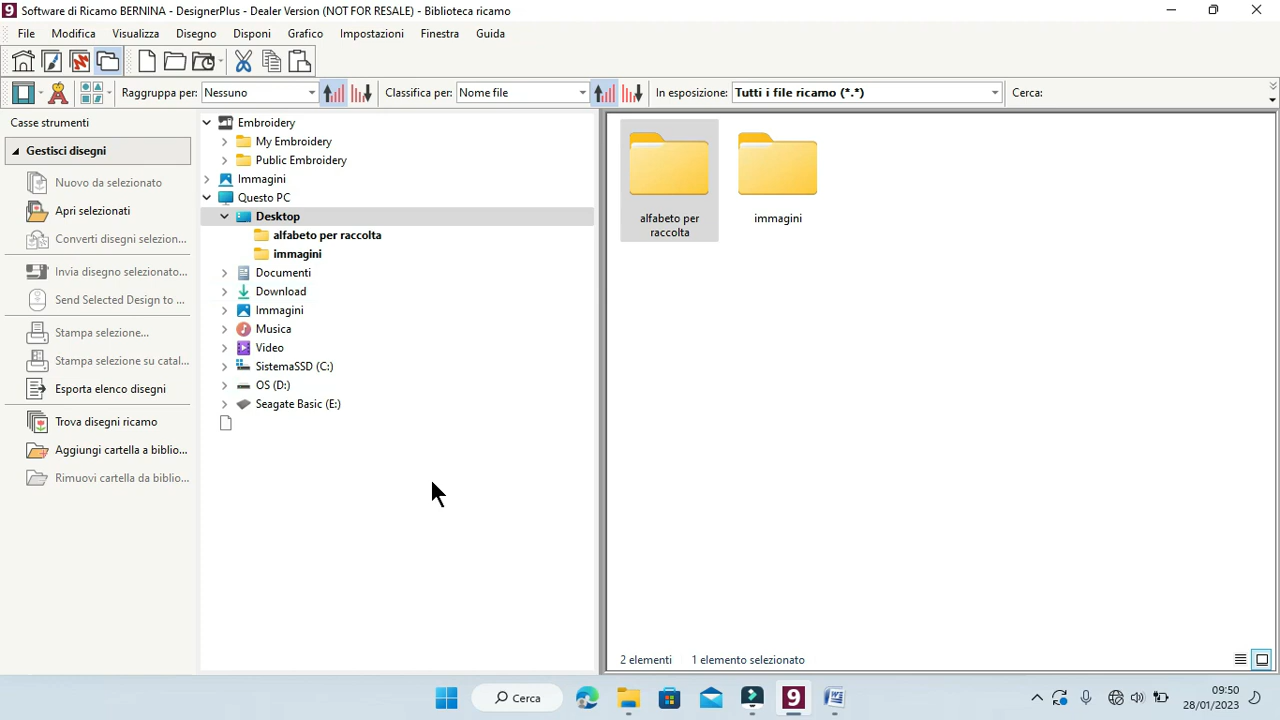 9 Software di Ricamo BERNINA - DesignerPlus - Dealer Version (NOT FOR RESALE) - Biblioteca ricamo
File Modifica Visualizza Disegno Disponi Grafico Impostazioni Finestra Guida
Raggruppa per: Nessuno Classifica per: Nome file In esposizione: Tutti i file ricamo (*.*) Cerca:
Casse strumenti
Gestisci disegni
Nuovo da selezionato
Apri selezionati
Converti disegni selezion...
Invia disegno selezionato...
Send Selected Design to ...
Stampa selezione...
Stampa selezione su catal...
Esporta elenco disegni
Trova disegni ricamo
Aggiungi cartella a biblio...
Rimuovi cartella da biblio...
Embroidery
My Embroidery
Public Embroidery
Immagini
Questo PC
Desktop
alfabeto per raccolta
immagini
Documenti
Download
Immagini
Musica
Video
SistemaSSD (C:)
OS (D:)
Seagate Basic (E:)
alfabeto per
raccolta
immagini
2 elementi 1 elemento selezionato
Cerca
9
W
09:50
28/01/2023